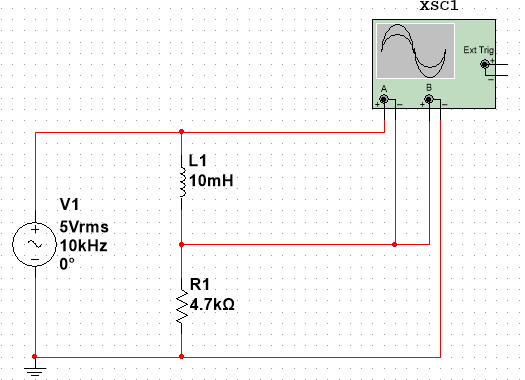 xsc1
Ext Trig
+
−
A
B
+ −
+ −
L1
10mH
V1
5Vrms
10kHz
0°
+
−
R1
4.7kΩ